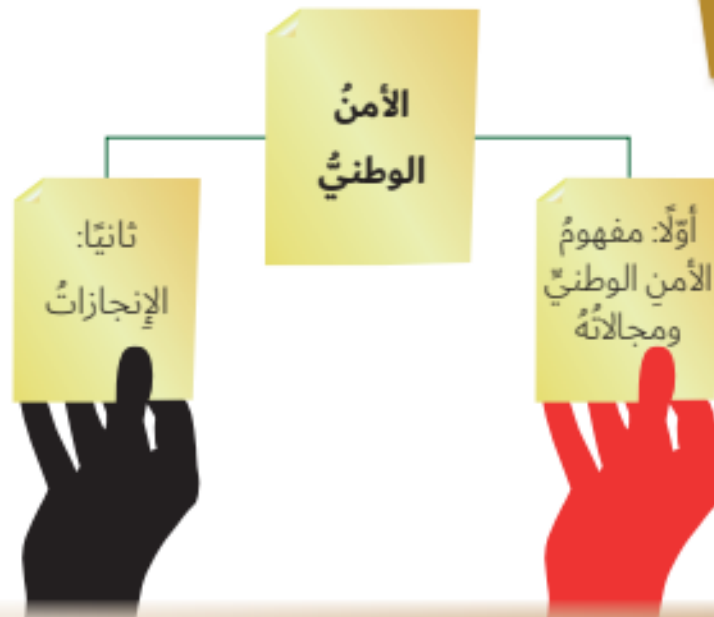 الأمنُ
الوطنيُّ
أوّلًا: مفهومُ
الأمنِ الوطنيِّ
ومجالاتُهُ
ثانيًا:
الإنجازاتُ